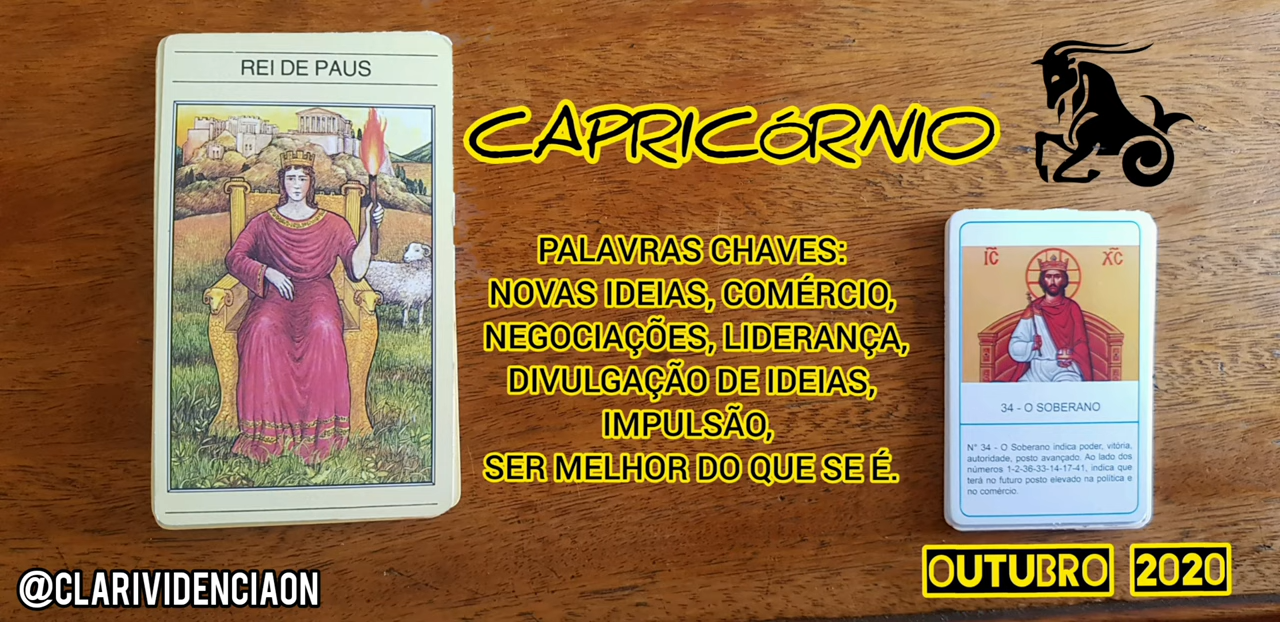 REI DE PAUS
CAPRICÓRNIO
PALAVRAS CHAVES:
NOVAS IDEIAS, COMÉRCIO,
NEGOCIAÇÕES, LIDERANÇA,
DIVULGAÇÃO DE IDEIAS,
IMPULSÃO,
SER MELHOR DO QUE SE É.
IC XC
34 - O SOBERANO
N° 34 - O Soberano indica poder, vitória,
autoridade, posto avançado. Ao lado dos
números 1-2-36-33-14-17-41, indica que
terá no futuro posto elevado na política e
no comércio.
OUTUBRO 2020
@CLARIVIDENCIAON